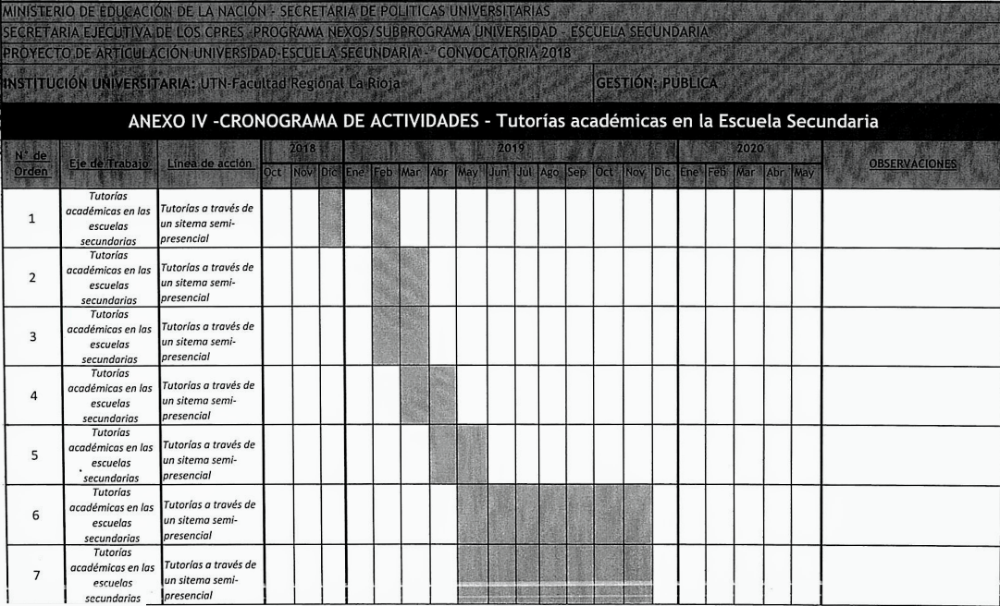 MINISTERIO DE EDUCACIÓN DE LA NACIÓN - SECRETARIA DE POLÍTICAS UNIVERSITARIAS
SECRETARIA EJECUTIVA DE LOS CPRES -PROGRAMA NEXOS/SUBPROGRAMA UNIVERSIDAD - ESCUELA SECUNDARIA
PROYECTO DE ARTICULACIÓN UNIVERSIDAD-ESCUELA SECUNDARIA - CONVOCATORIA 2018
INSTITUCIÓN UNIVERSITARIA: UTN-Facultad Regional La Rioja GESTIÓN: PUBLICA
ANEXO IV -CRONOGRAMA DE ACTIVIDADES - Tutorías académicas en la Escuela Secundaria
N° de Orden Eje de Trabajo Línea de acción 2018 2019 2020 OBSERVACIONES
Oct Nov Dic Ene Feb Mar Abr May Jun Jul Ago Sep Oct Nov Dic Ene Feb Mar Abr May
1
Tutorías
académicas en las
escuelas
secundarias
Tutorías a través de
un sitema semi-
presencial
2
Tutorías
académicas en las
escuelas
secundarias
Tutorías a través de
un sitema semi-
presencial
3
Tutorías
académicas en las
escuelas
secundarias
Tutorías a través de
un sitema semi-
presencial
4
Tutorías
académicas en las
escuelas
secundarias
Tutorías a través de
un sitema semi-
presencial
5
Tutorías
académicas en las
escuelas
secundarias
Tutorías a través de
un sitema semi-
presencial
6
Tutorías
académicas en las
escuelas
secundarias
Tutorías a través de
un sitema semi-
presencial
7
Tutorías
académicas en las
escuelas
secundarias
Tutorías a través de
un sitema semi-
presencial